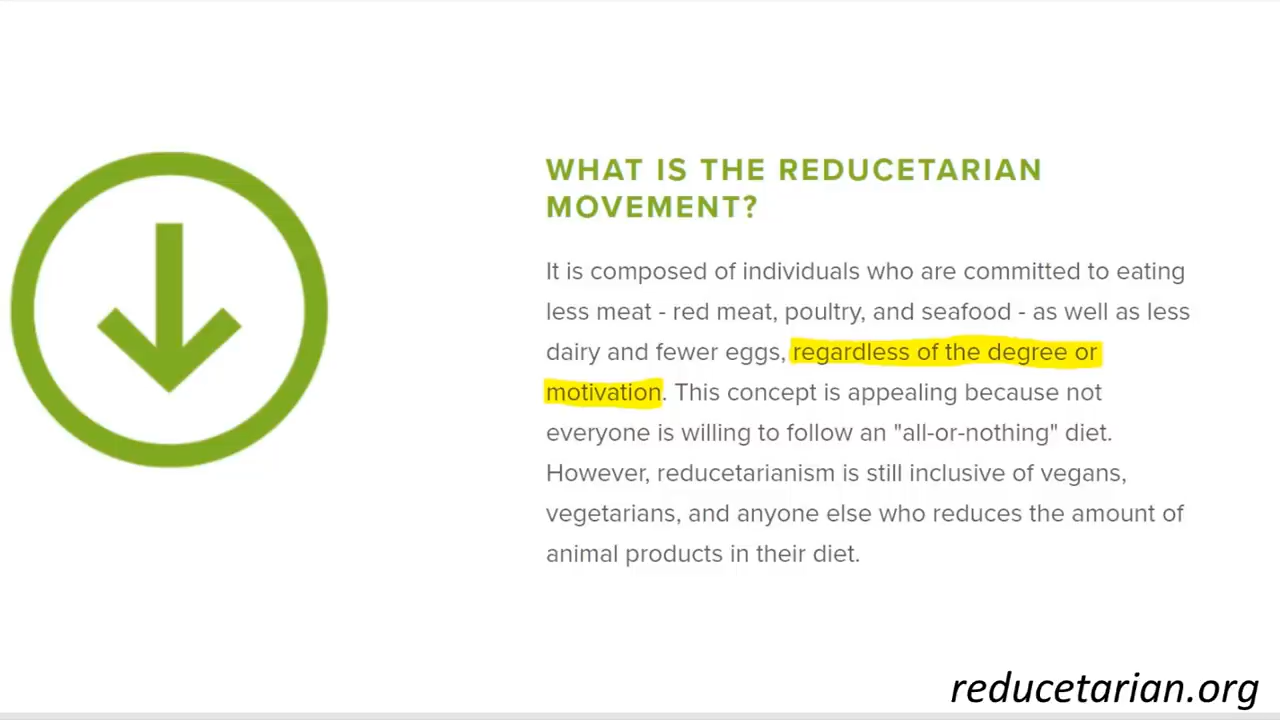 WHAT IS THE REDUCETARIAN
MOVEMENT?
It is composed of individuals who are committed to eating
less meat - red meat, poultry, and seafood - as well as less
dairy and fewer eggs, regardless of the degree or
motivation. This concept is appealing because not
everyone is willing to follow an "all-or-nothing" diet.
However, reducetarianism is still inclusive of vegans,
vegetarians, and anyone else who reduces the amount of
animal products in their diet.
reducetarian.org